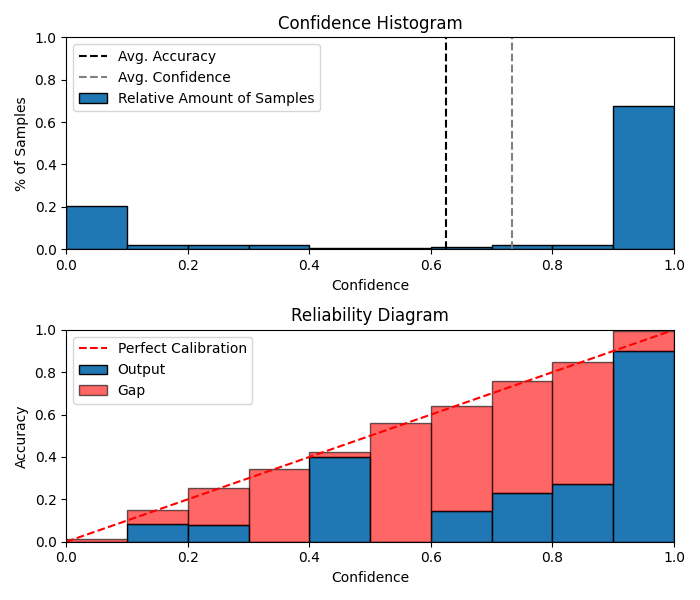 Confidence Histogram
1.0
0.8
0.6
0.4
0.2
0.0
% of Samples
Avg. Accuracy
Avg. Confidence
Relative Amount of Samples
0.0 0.2 0.4 0.6 0.8 1.0
Confidence
Reliability Diagram
1.0
0.8
0.6
0.4
0.2
0.0
Accuracy
Perfect Calibration
Output
Gap
0.0 0.2 0.4 0.6 0.8 1.0
Confidence